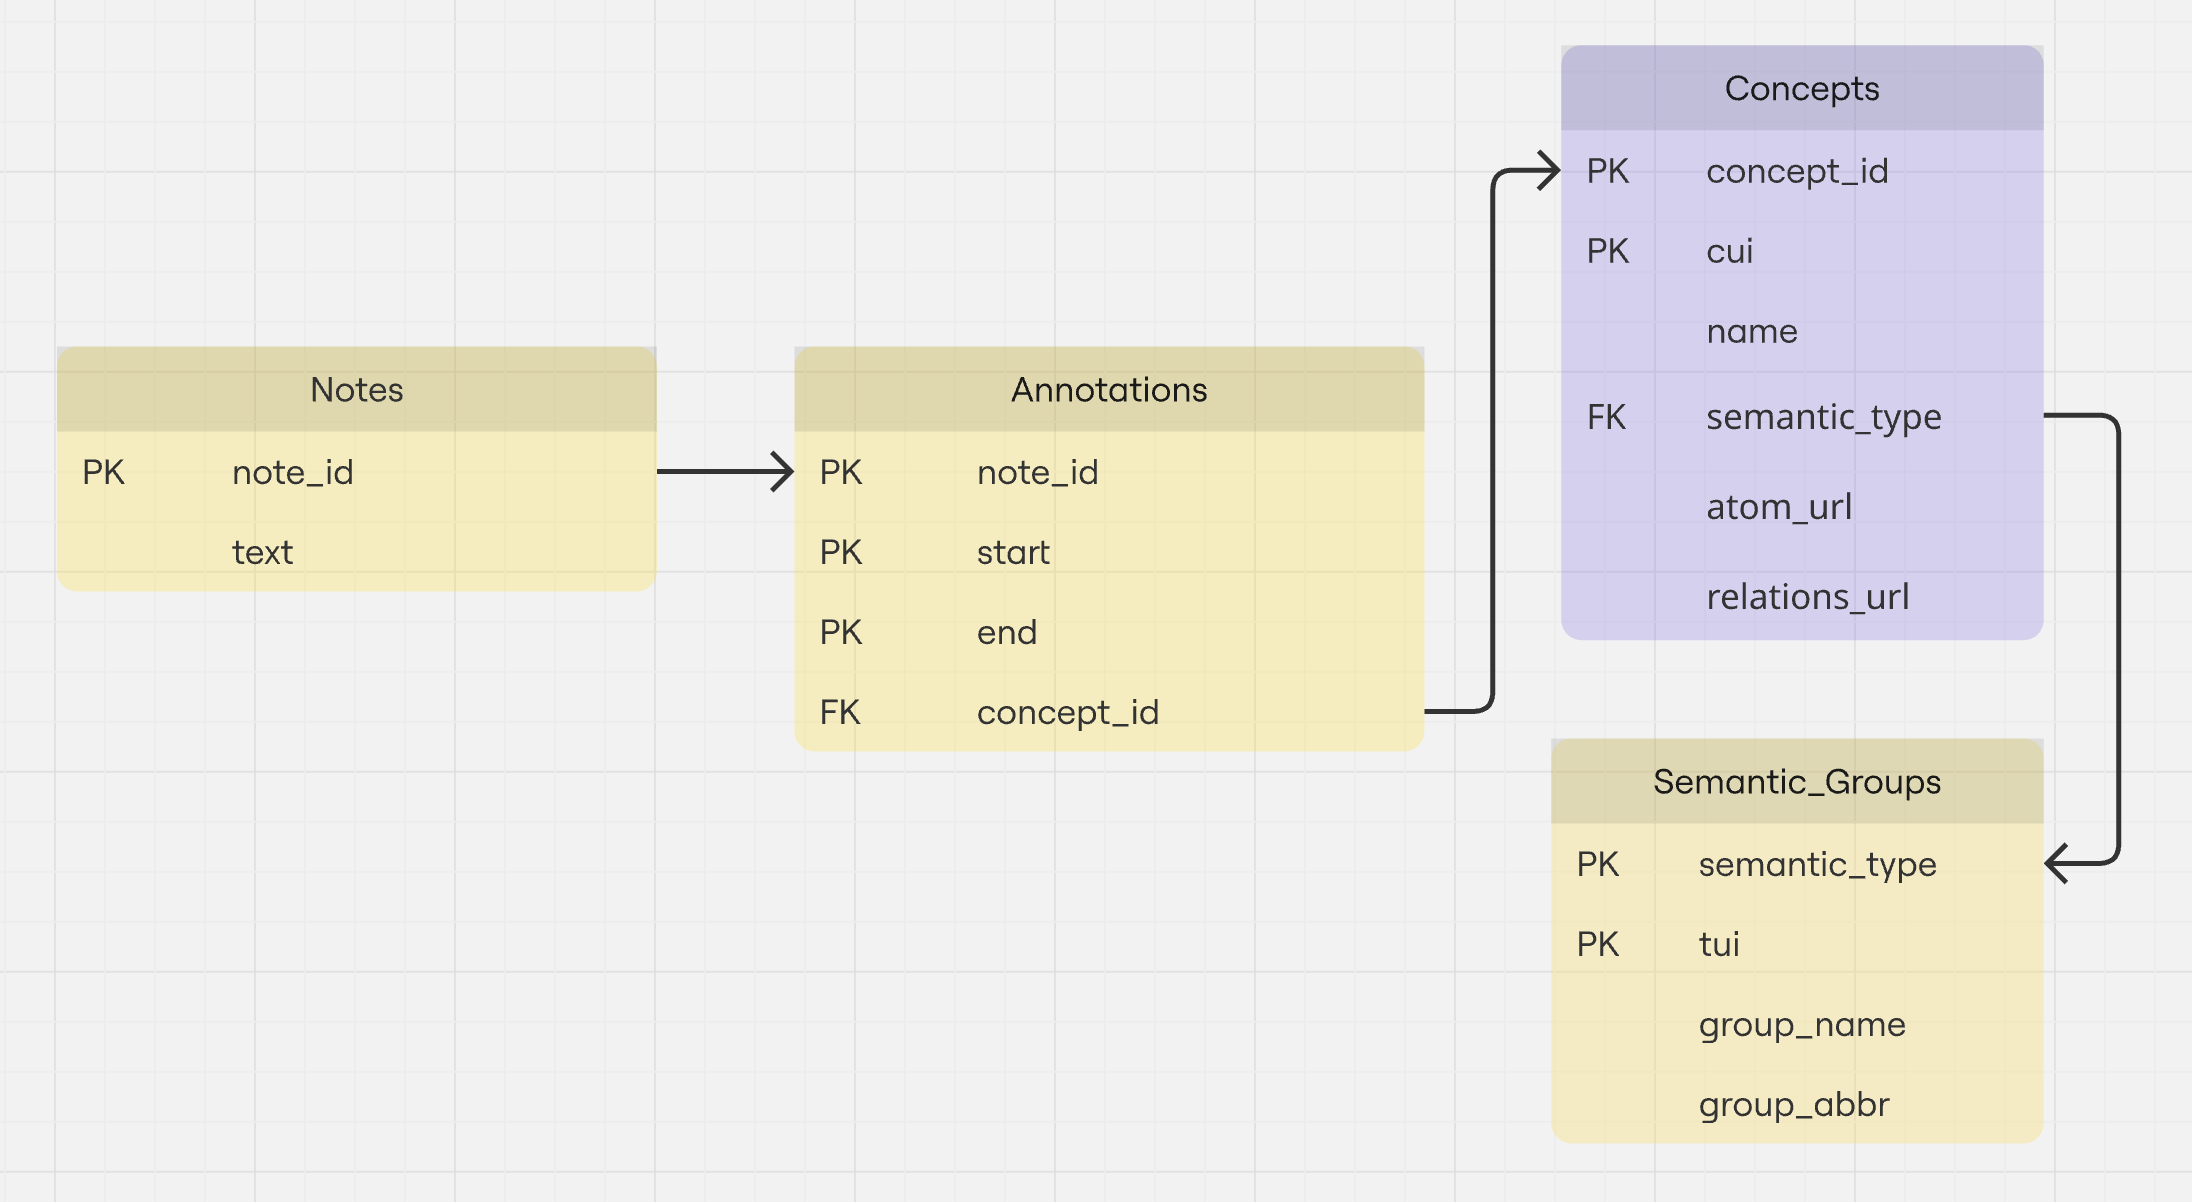 Notes
PK note_id
text
Annotations
PK note_id
PK start
PK end
FK concept_id
Concepts
PK concept_id
PK cui
name
FK semantic_type
atom_url
relations_url
Semantic_Groups
PK semantic_type
PK tui
group_name
group_abbr